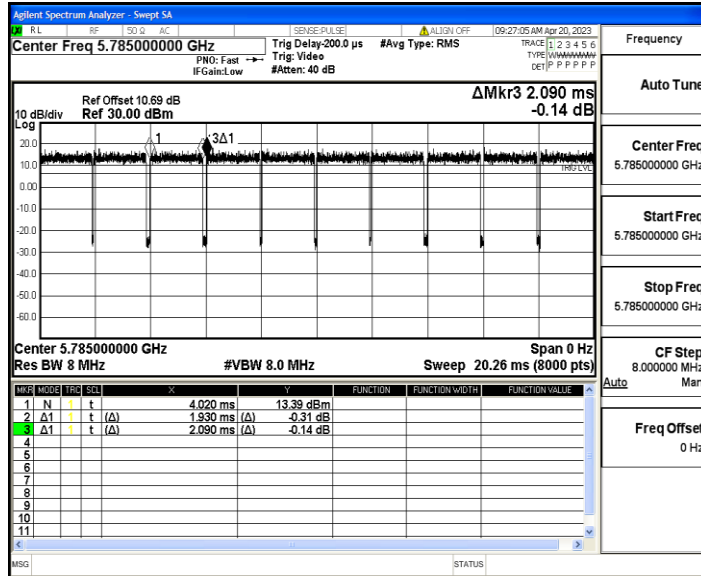 Agilent Spectrum Analyzer - Swept SA
RL RF 50 Ω AC SENSE:PULSE ALIGN OFF 09:27:05 AM Apr 20, 2023
Center Freq 5.785000000 GHz
PNO: Fast
IFGain:Low
Trig Delay-200.0 µs
Trig: Video
#Atten: 40 dB
#Avg Type: RMS
TRACE 1 2 3 4 5 6
TYPE
DET P P P P P P
Ref Offset 10.69 dB
10 dB/div Ref 30.00 dBm
ΔMkr3 2.090 ms
-0.14 dB
Log
20.0
10.0
0.00
-10.0
-20.0
-30.0
-40.0
-50.0
-60.0
1
3Δ1
TRIG LVL
Center 5.785000000 GHz Span 0 Hz
Res BW 8 MHz #VBW 8.0 MHz Sweep 20.26 ms (8000 pts)
MKR MODE TRC SCL X Y FUNCTION FUNCTION WIDTH FUNCTION VALUE
1 N 1 t 4.020 ms 13.39 dBm
2 Δ1 1 t (Δ) 1.930 ms (Δ) -0.31 dB
3 Δ1 1 t (Δ) 2.090 ms (Δ) -0.14 dB
4
5
6
7
8
9
10
11
MSG STATUS
Frequency
Auto Tune
Center Freq
5.785000000 GHz
Start Freq
5.785000000 GHz
Stop Freq
5.785000000 GHz
CF Step
8.000000 MHz
Auto Man
Freq Offset
0 Hz